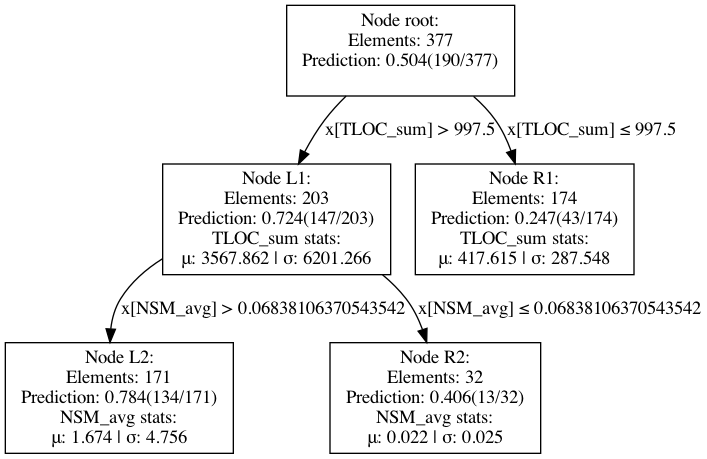 Node root:
Elements: 377
Prediction: 0.504(190/377)
x[TLOC_sum] > 997.5
x[TLOC_sum] ≤ 997.5
Node L1:
Elements: 203
Prediction: 0.724(147/203)
TLOC_sum stats:
μ: 3567.862 | σ: 6201.266
Node R1:
Elements: 174
Prediction: 0.247(43/174)
TLOC_sum stats:
μ: 417.615 | σ: 287.548
x[NSM_avg] > 0.06838106370543542
x[NSM_avg] ≤ 0.06838106370543542
Node L2:
Elements: 171
Prediction: 0.784(134/171)
NSM_avg stats:
μ: 1.674 | σ: 4.756
Node R2:
Elements: 32
Prediction: 0.406(13/32)
NSM_avg stats:
μ: 0.022 | σ: 0.025